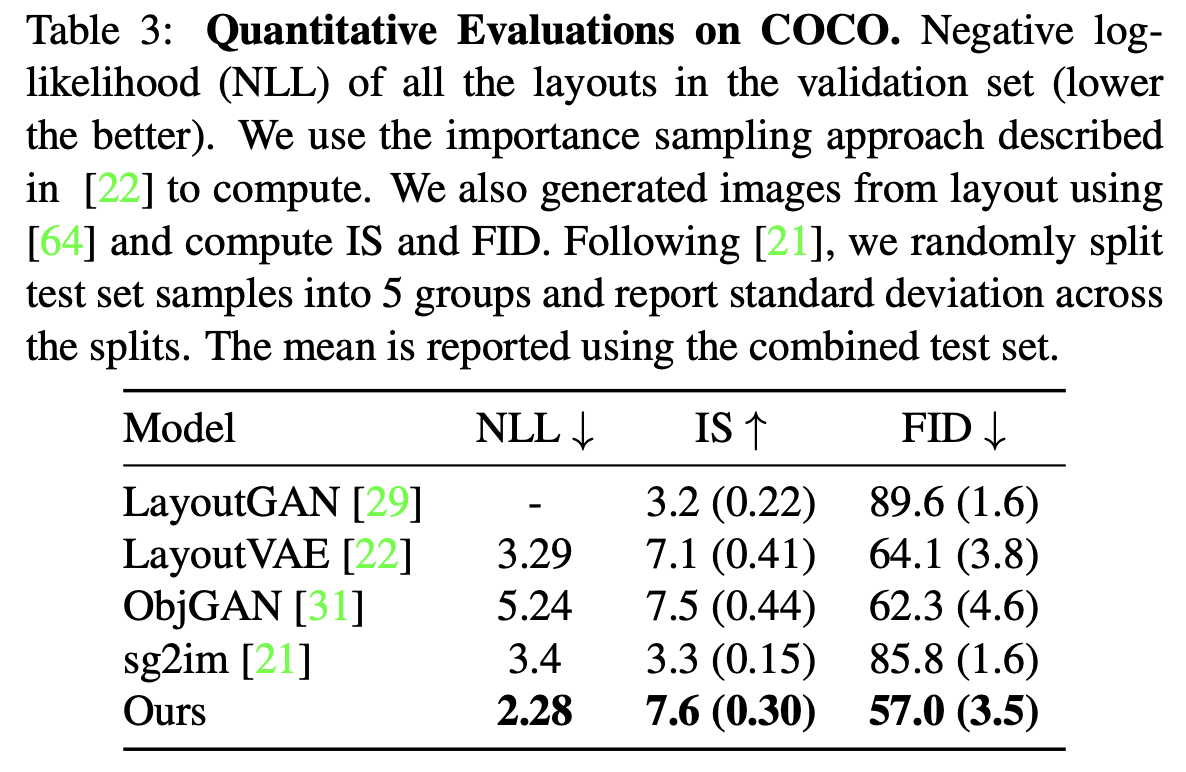 Table 3: Quantitative Evaluations on COCO. Negative log-
likelihood (NLL) of all the layouts in the validation set (lower
the better). We use the importance sampling approach described
in [22] to compute. We also generated images from layout using
[64] and compute IS and FID. Following [21], we randomly split
test set samples into 5 groups and report standard deviation across
the splits. The mean is reported using the combined test set.
Model NLL ↓ IS ↑ FID ↓
LayoutGAN [29] - 3.2 (0.22) 89.6 (1.6)
LayoutVAE [22] 3.29 7.1 (0.41) 64.1 (3.8)
ObjGAN [31] 5.24 7.5 (0.44) 62.3 (4.6)
sg2im [21] 3.4 3.3 (0.15) 85.8 (1.6)
Ours 2.28 7.6 (0.30) 57.0 (3.5)